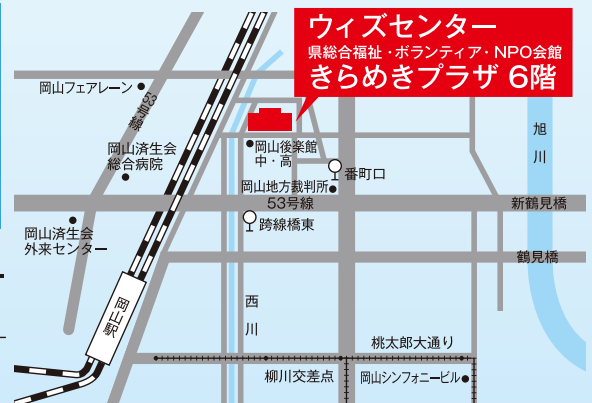 ウィズセンター
県総合福祉・ボランティア・NPO会館
きらめきプラザ 6階
岡山フェアレーン
53号線
岡山済生会
総合病院
岡山後楽館
中・高
番町口
岡山地方裁判所
旭川
53号線
新鶴見橋
跨線橋東
岡山済生会
外来センター
鶴見橋
西川
岡山駅
桃太郎大通り
柳川交差点
岡山シンフォニービル